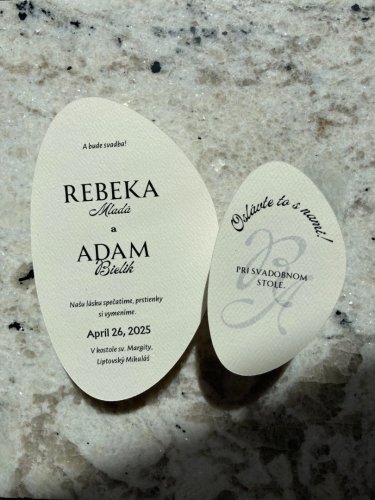 A bude svadba!
REBEKA
Mladá
a
ADAM
Bielik
Našu lásku spečatíme, prstienky
si vymeníme.
April 26, 2025
V kostole sv. Margity,
Liptovský Mikuláš
Oslávte to s nami!
RA
PRI SVADOBNOM
STOLE.